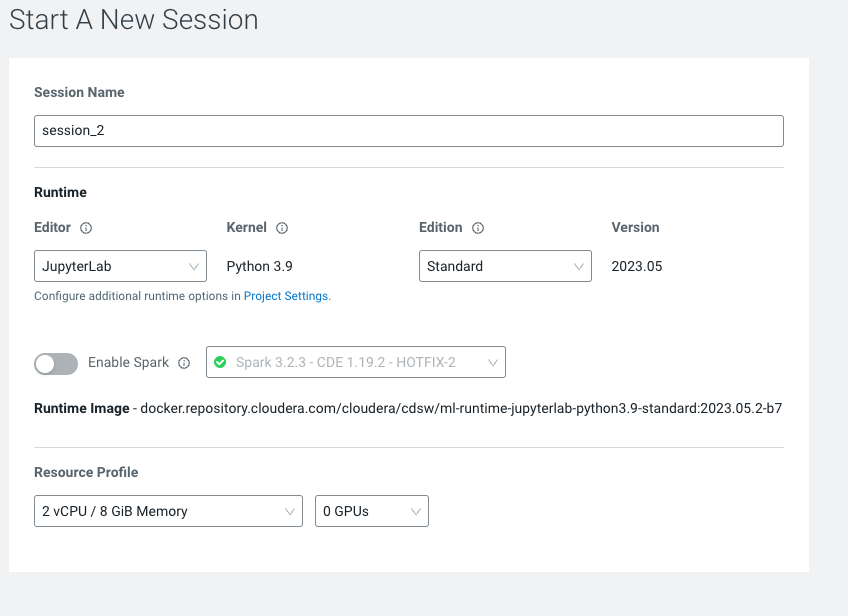 Start A New Session
Session Name
session_2
Runtime
Editor Kernel Edition Version
JupyterLab Python 3.9 Standard 2023.05
Configure additional runtime options in Project Settings.
Enable Spark Spark 3.2.3 - CDE 1.19.2 - HOTFIX-2
Runtime Image - docker.repository.cloudera.com/cloudera/cdsw/ml-runtime-jupyterlab-python3.9-standard:2023.05.2-b7
Resource Profile
2 vCPU / 8 GiB Memory 0 GPUs